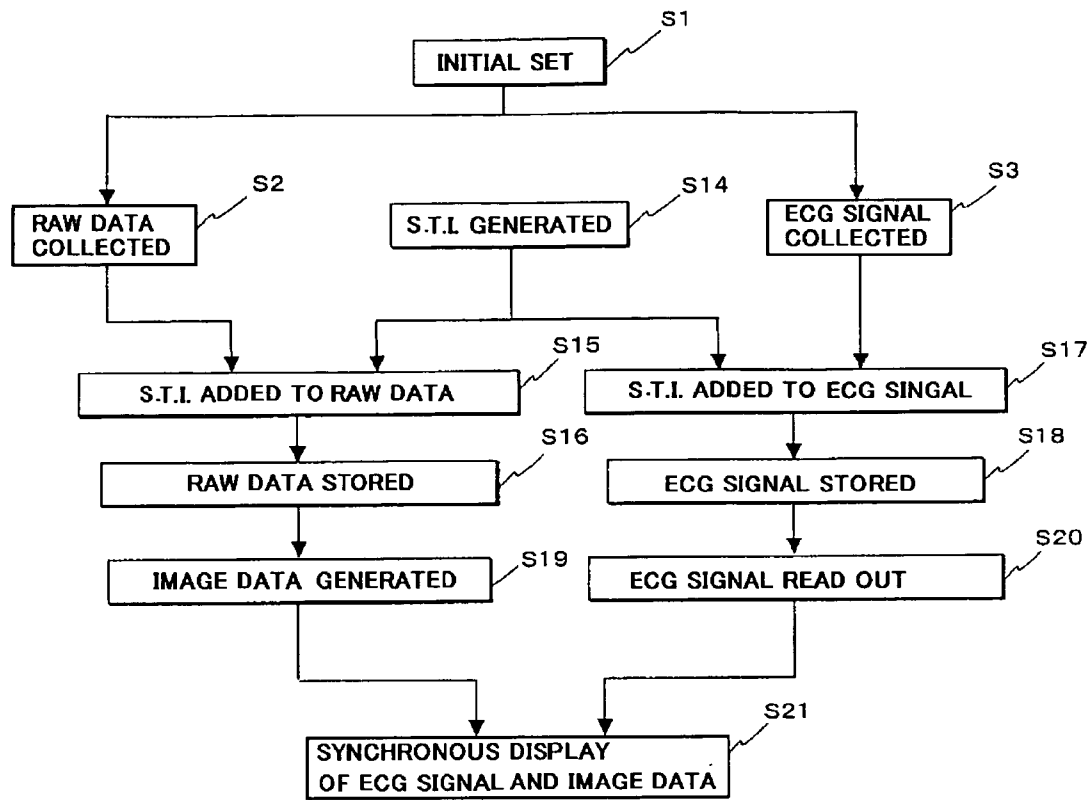 S1
INITIAL SET
S2
RAW DATA
COLLECTED
S14
S.T.I. GENERATED
S3
ECG SIGNAL
COLLECTED
S15
S.T.I. ADDED TO RAW DATA
S17
S.T.I. ADDED TO ECG SINGAL
S16
RAW DATA STORED
S18
ECG SIGNAL STORED
S19
IMAGE DATA GENERATED
S20
ECG SIGNAL READ OUT
S21
SYNCHRONOUS DISPLAY
OF ECG SIGNAL AND IMAGE DATA